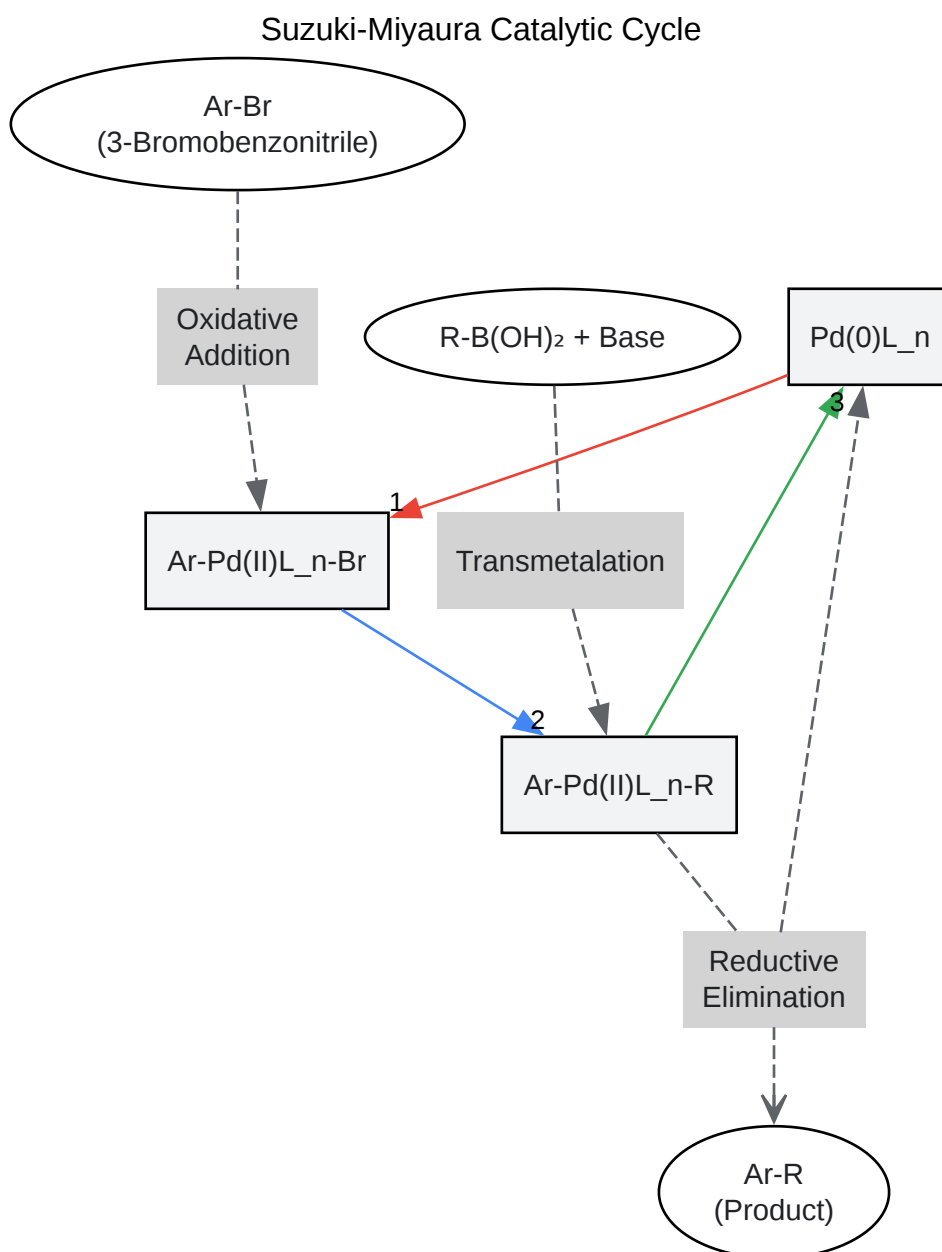 Suzuki-Miyaura Catalytic Cycle
Ar-Br
(3-Bromobenzonitrile)
Oxidative
Addition
R-B(OH)₂ + Base
Pd(0)L_n
3
1
Ar-Pd(II)L_n-Br
Transmetalation
2
Ar-Pd(II)L_n-R
Reductive
Elimination
Ar-R
(Product)